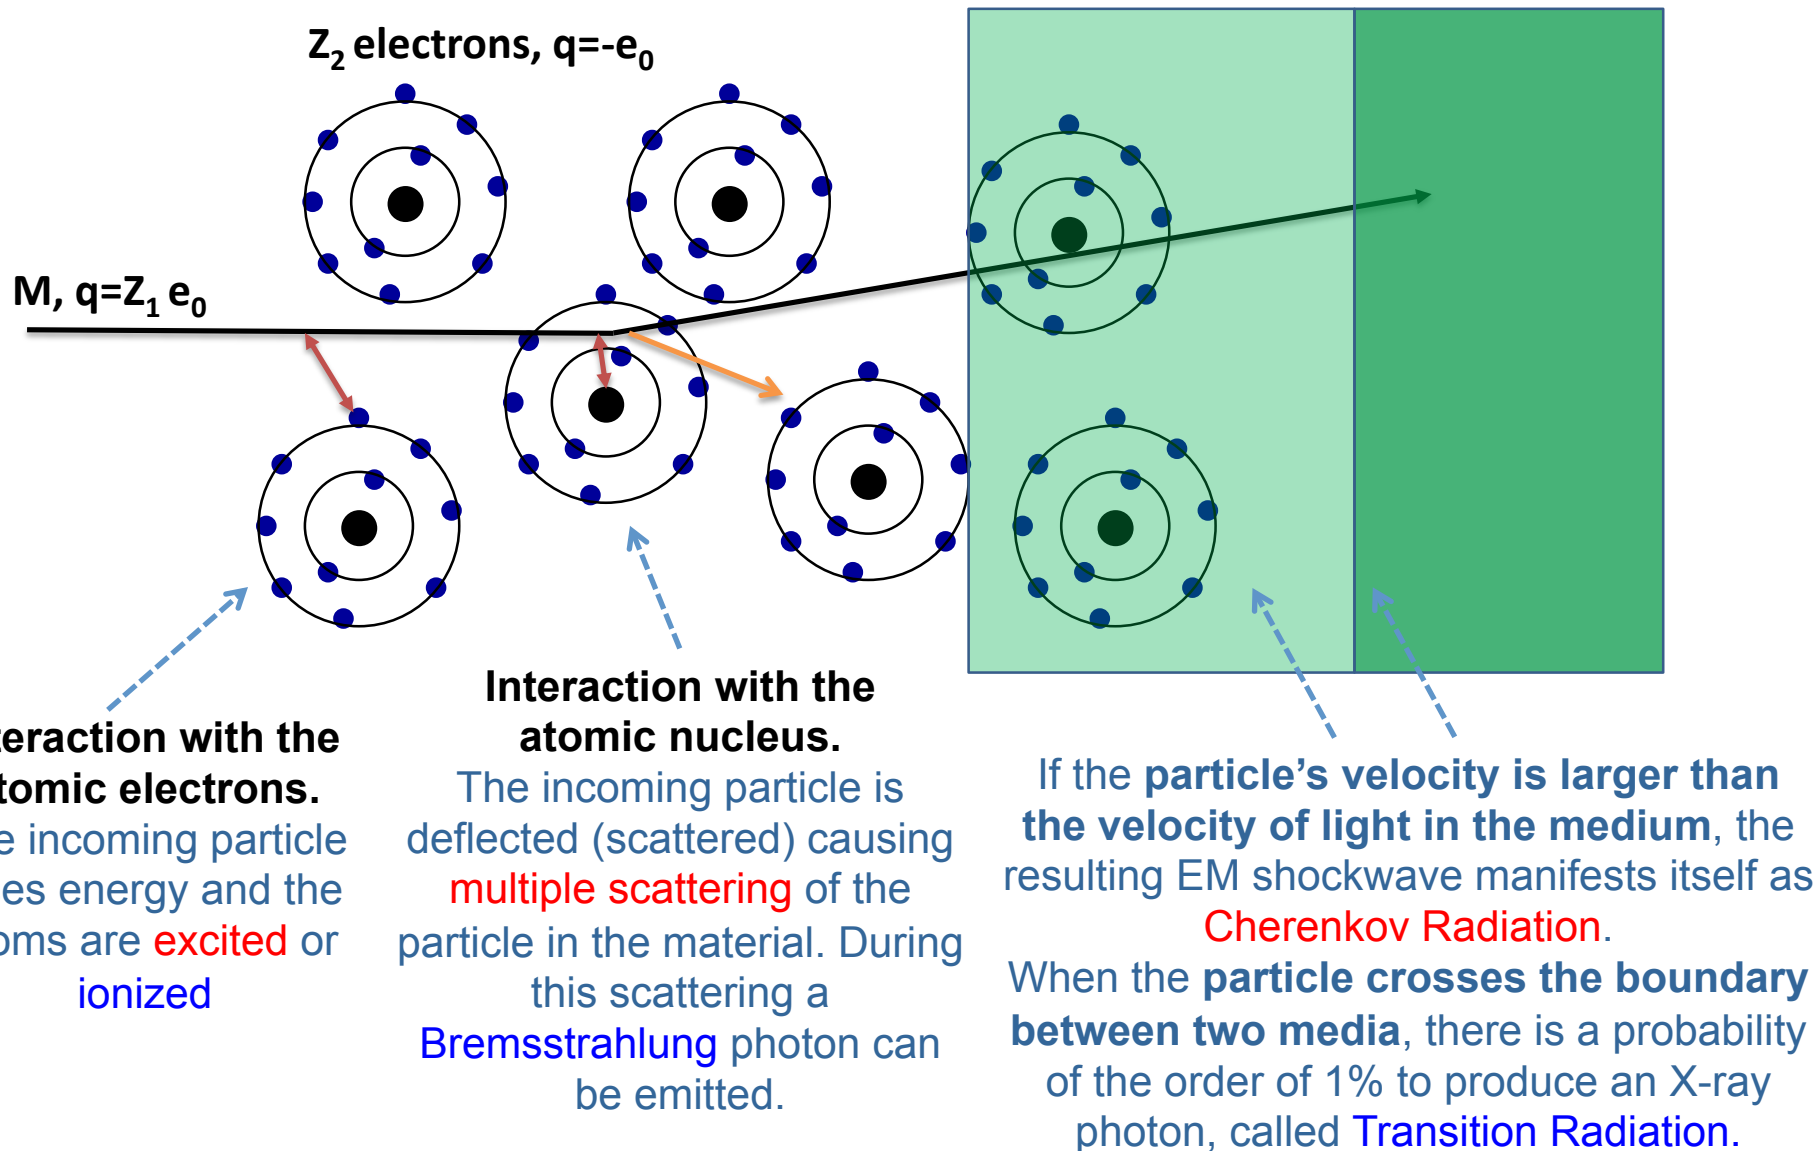 Z₂ electrons, q=-e₀
M, q=Z₁ e₀
teraction with the
tomic electrons.
e incoming particle
es energy and the
oms are excited or
ionized
Interaction with the
atomic nucleus.
The incoming particle is
deflected (scattered) causing
multiple scattering of the
particle in the material. During
this scattering a
Bremsstrahlung photon can
be emitted.
If the particle’s velocity is larger than
the velocity of light in the medium, the
resulting EM shockwave manifests itself as
Cherenkov Radiation.
When the particle crosses the boundary
between two media, there is a probability
of the order of 1% to produce an X-ray
photon, called Transition Radiation.